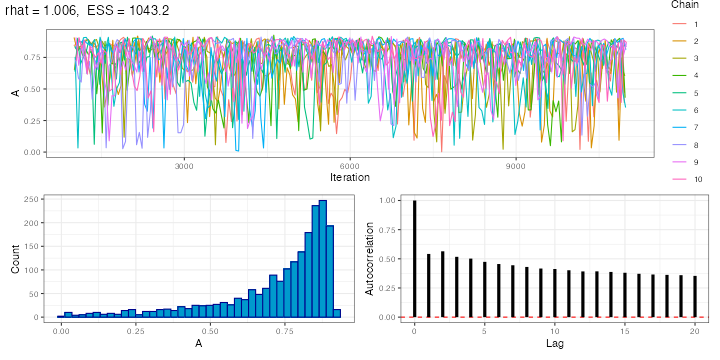 rhat = 1.006, ESS = 1043.2
Chain
1
2
3
4
5
6
7
8
9
10
A
0.75
0.50
0.25
0.00
3000 6000 9000
Iteration
Count
250
200
150
100
50
0
0.00 0.25 0.50 0.75
A
Autocorrelation
1.00
0.75
0.50
0.25
0.00
0 5 10 15 20
Lag